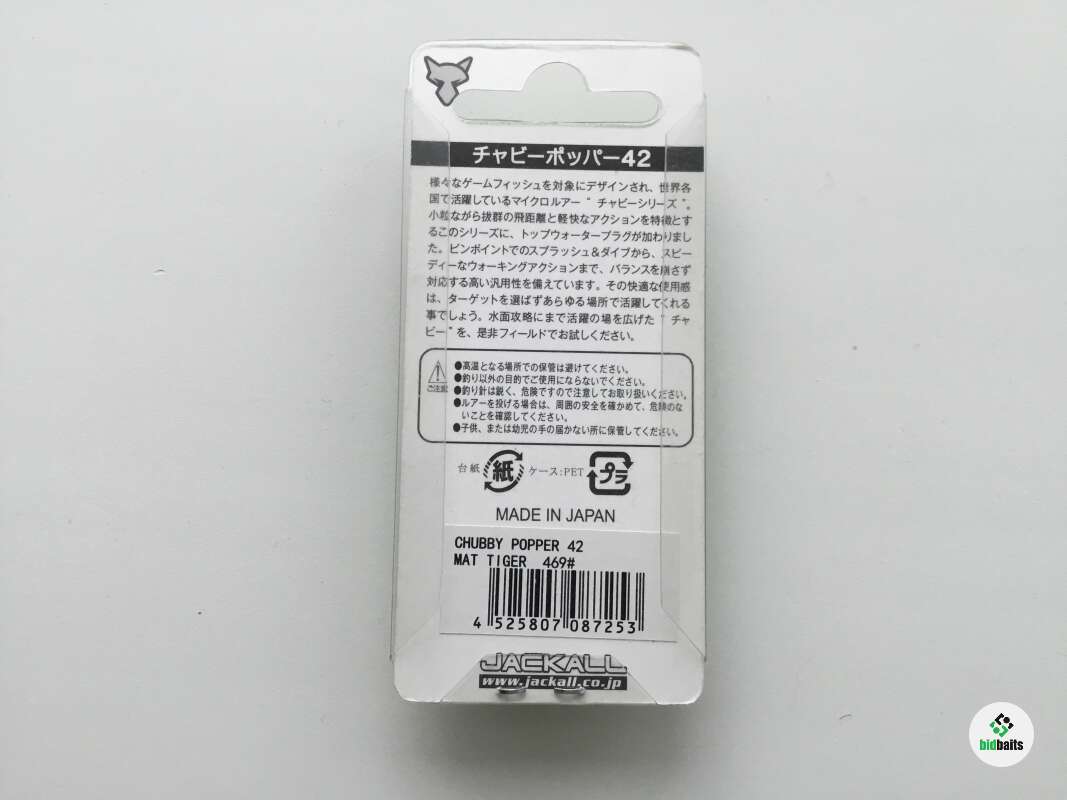 チャビーポッパー42
様々なゲームフィッシュを対象にデザインされ、世界各
国で活躍しているマイクロルアー“チャビーシリーズ”。
小粒ながら抜群の飛距離と軽快なアクションを特徴とす
るこのシリーズに、トップウォータープラグが加わりまし
た。ピンポイントでのスプラッシュ&ダイブから、スピー
ディーなウォーキングアクションまで、バランスを崩さず
対応する高い汎用性を備えています。その快適な使用感
は、ターゲットを選ばずあらゆる場所で活躍してくれる
事でしょう。水面攻略にまで活躍の場を広げた“チャ
ビー”を、是非フィールドでお試しください。
ご注意
●高温となる場所での保管は避けてください。
●釣り以外の目的でご使用にならないでください。
●釣り針は鋭く、危険ですので注意してお取り扱いください。
●ルアーを投げる場合は、周囲の安全を確かめて、危険のな
いことを確認してください。
●子供、または幼児の手の届かない所に保管してください。
台紙 紙 ケース:PET プラ
MADE IN JAPAN
CHUBBY POPPER 42
MAT TIGER 469#
4 525807 087253
JACKALL
www.jackall.co.jp
bidbaits